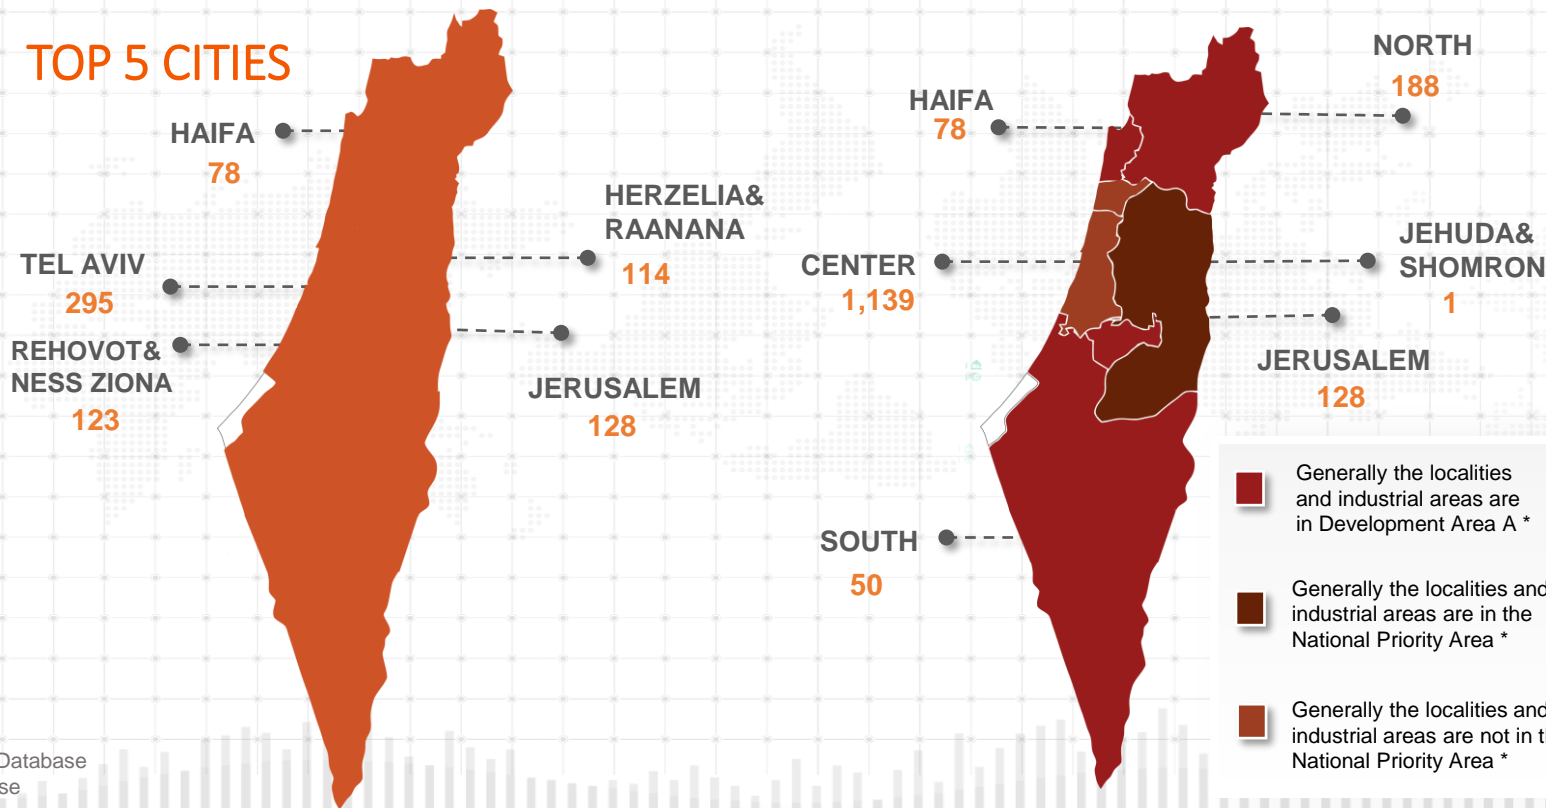 TOP 5 CITIES
HAIFA
78
HERZELIA&
RAANANA
114
TEL AVIV
295
REHOVOT&
NESS ZIONA
123
JERUSALEM
128
NORTH
188
HAIFA
78
CENTER
1,139
JEHUDA&
SHOMRON
1
JERUSALEM
128
SOUTH
50
Generally the localities
and industrial areas are
in Development Area A *
Generally the localities and
industrial areas are in the
National Priority Area *
Generally the localities and
industrial areas are not in
National Priority Area *
Database